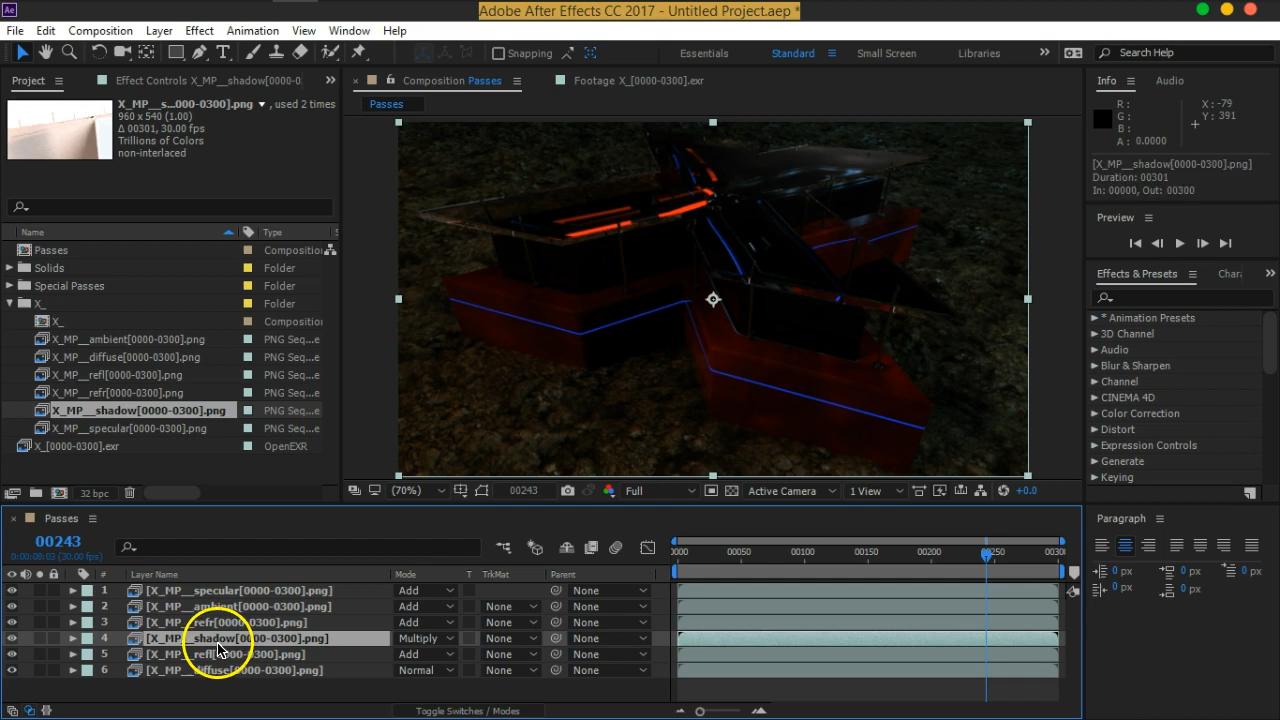 Ae
Adobe After Effects CC 2017 - Untitled Project.aep *
File Edit Composition Layer Effect Animation View Window Help
Snapping Essentials Standard Small Screen Libraries Search Help
Project Effect Controls X_MP__shadow[0000-0 Composition Passes Footage X_[0000-0300].exr Info Audio
X_MP__s...000-0300].png , used 2 times
960 x 540 (1.00)
Δ 00301, 30.00 fps
Trillions of Colors
non-interlaced
Passes
R : X : -79
G : Y : 391
B :
A : 0.0000
[X_MP__shadow[0000-0300].png]
Duration: 00301
In: 00000, Out: 00300
Preview
Name Type
Passes Compositio
Solids Folder
Special Passes Folder
X_ Folder
X_ Compositio
X_MP__ambient[0000-0300].png PNG Seq...e
X_MP__diffuse[0000-0300].png PNG Seq...e
X_MP__refl[0000-0300].png PNG Seq...e
X_MP__refr[0000-0300].png PNG Seq...e
X_MP__shadow[0000-0300].png PNG Seq...e
X_MP__specular[0000-0300].png PNG Seq...e
X_[0000-0300].exr OpenEXR
Effects & Presets Chara
* Animation Presets
3D Channel
Audio
Blur & Sharpen
Channel
CINEMA 4D
Color Correction
Distort
Expression Controls
Generate
Keying
32 bpc
(70%) 00243 Full Active Camera 1 View +0.0
Passes
00243
0:00:08:03 (30.00 fps)
0000 00050 00100 00150 00200 00250 0030
# Layer Name Mode T TrkMat Parent
1 [X_MP__specular[0000-0300].png] Add None
2 [X_MP__ambient[0000-0300].png] Add None None
3 [X_MP__refr[0000-0300].png] Add None None
4 [X_MP__shadow[0000-0300].png] Multiply None None
5 [X_MP__refl[0000-0300].png] Add None None
6 [X_MP__diffuse[0000-0300].png] Normal None None
Toggle Switches / Modes
Paragraph
0 px 0 px 0 px
0 px 0 px